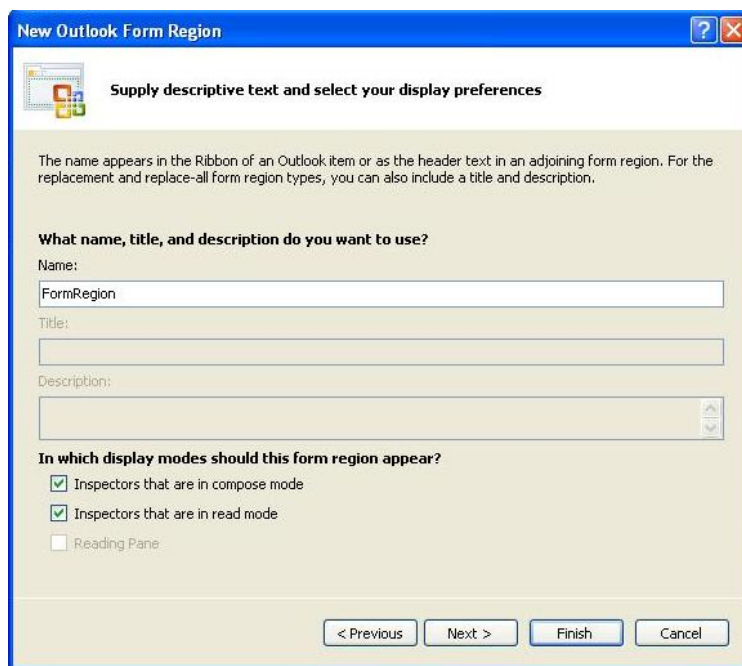 New Outlook Form Region
Supply descriptive text and select your display preferences
The name appears in the Ribbon of an Outlook item or as the header text in an adjoining form region. For the
replacement and replace-all form region types, you can also include a title and description.
What name, title, and description do you want to use?
Name:
FormRegion
Title:
Description:
In which display modes should this form region appear?
Inspectors that are in compose mode
Inspectors that are in read mode
Reading Pane
< Previous
Next >
Finish
Cancel